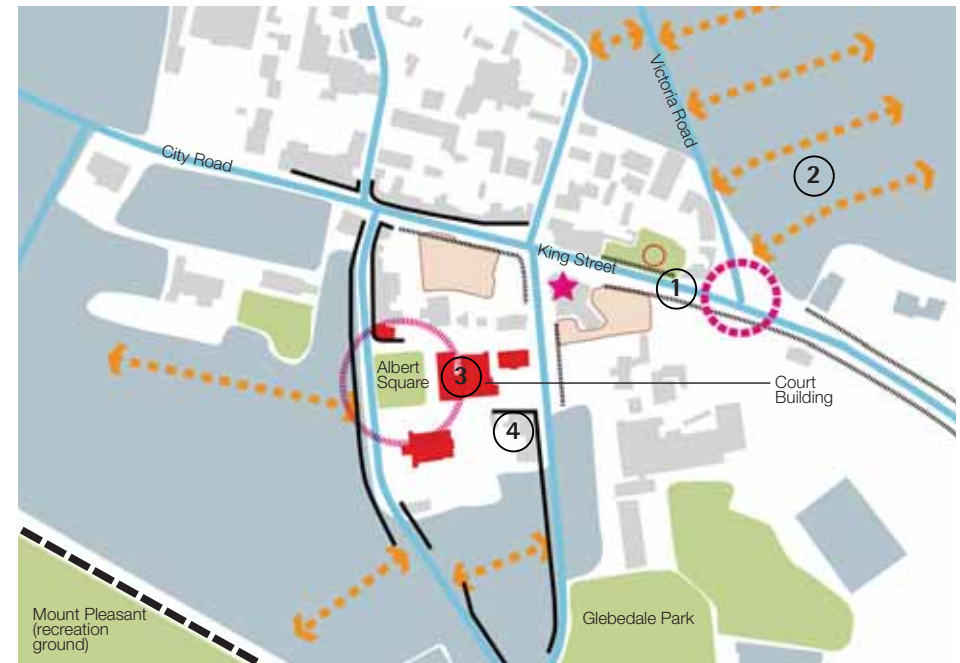 Victoria Road
City Road
2
King Street
1
Albert
Square
3
Court
Building
4
Mount Pleasant
(recreation
ground)
Glebedale Park